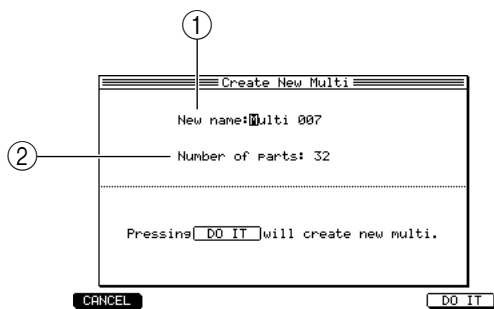 1
Create New Multi
New name:Multi 007
2
Number of parts: 32
Pressing DO IT will create new multi.
CANCEL
DO IT